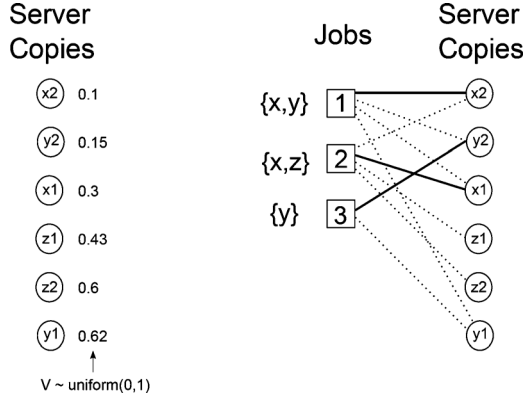 Server
Copies
x2 0.1
y2 0.15
x1 0.3
z1 0.43
z2 0.6
y1 0.62
V ~ uniform(0,1)
Jobs
{x,y} 1
{x,z} 2
{y} 3
Server
Copies
x2
y2
x1
z1
z2
y1